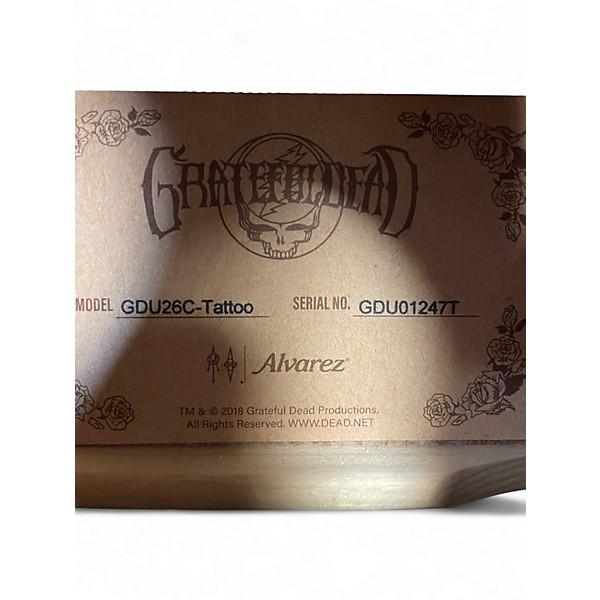 GRATEFUL DEAD
MODEL GDU26C-Tattoo SERIAL NO. GDU01247T
Alvarez®
TM & © 2018 Grateful Dead Productions.
All Rights Reserved. WWW.DEAD.NET